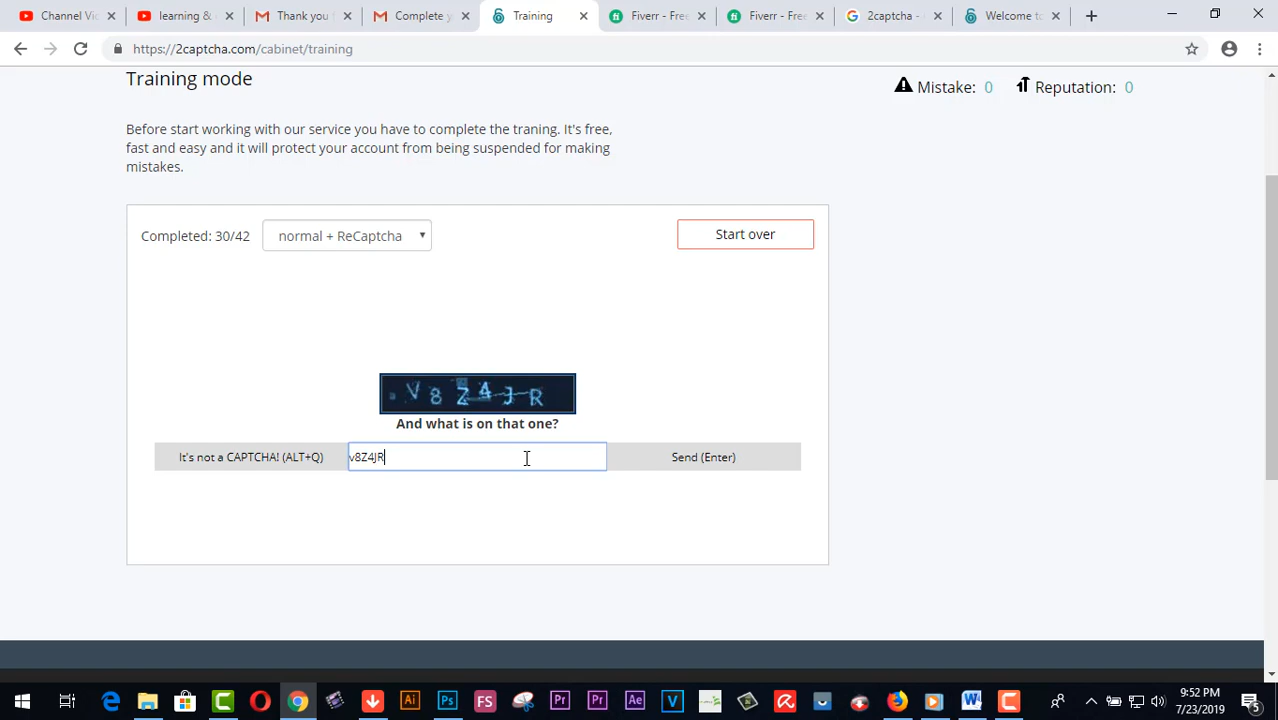 Channel Vi
learning &
Thank you
Complete y
Training
Fiverr - Free
Fiverr - Free
2captcha -
Welcome to
https://2captcha.com/cabinet/training
Training mode
Mistake: 0
Reputation: 0
Before start working with our service you have to complete the traning. It's free,
fast and easy and it will protect your account from being suspended for making
mistakes.
Completed: 30/42
normal + ReCaptcha
Start over
V8Z4JR
And what is on that one?
It's not a CAPTCHA! (ALT+Q)
v8Z4JR
Send (Enter)
9:52 PM
7/23/2019
5